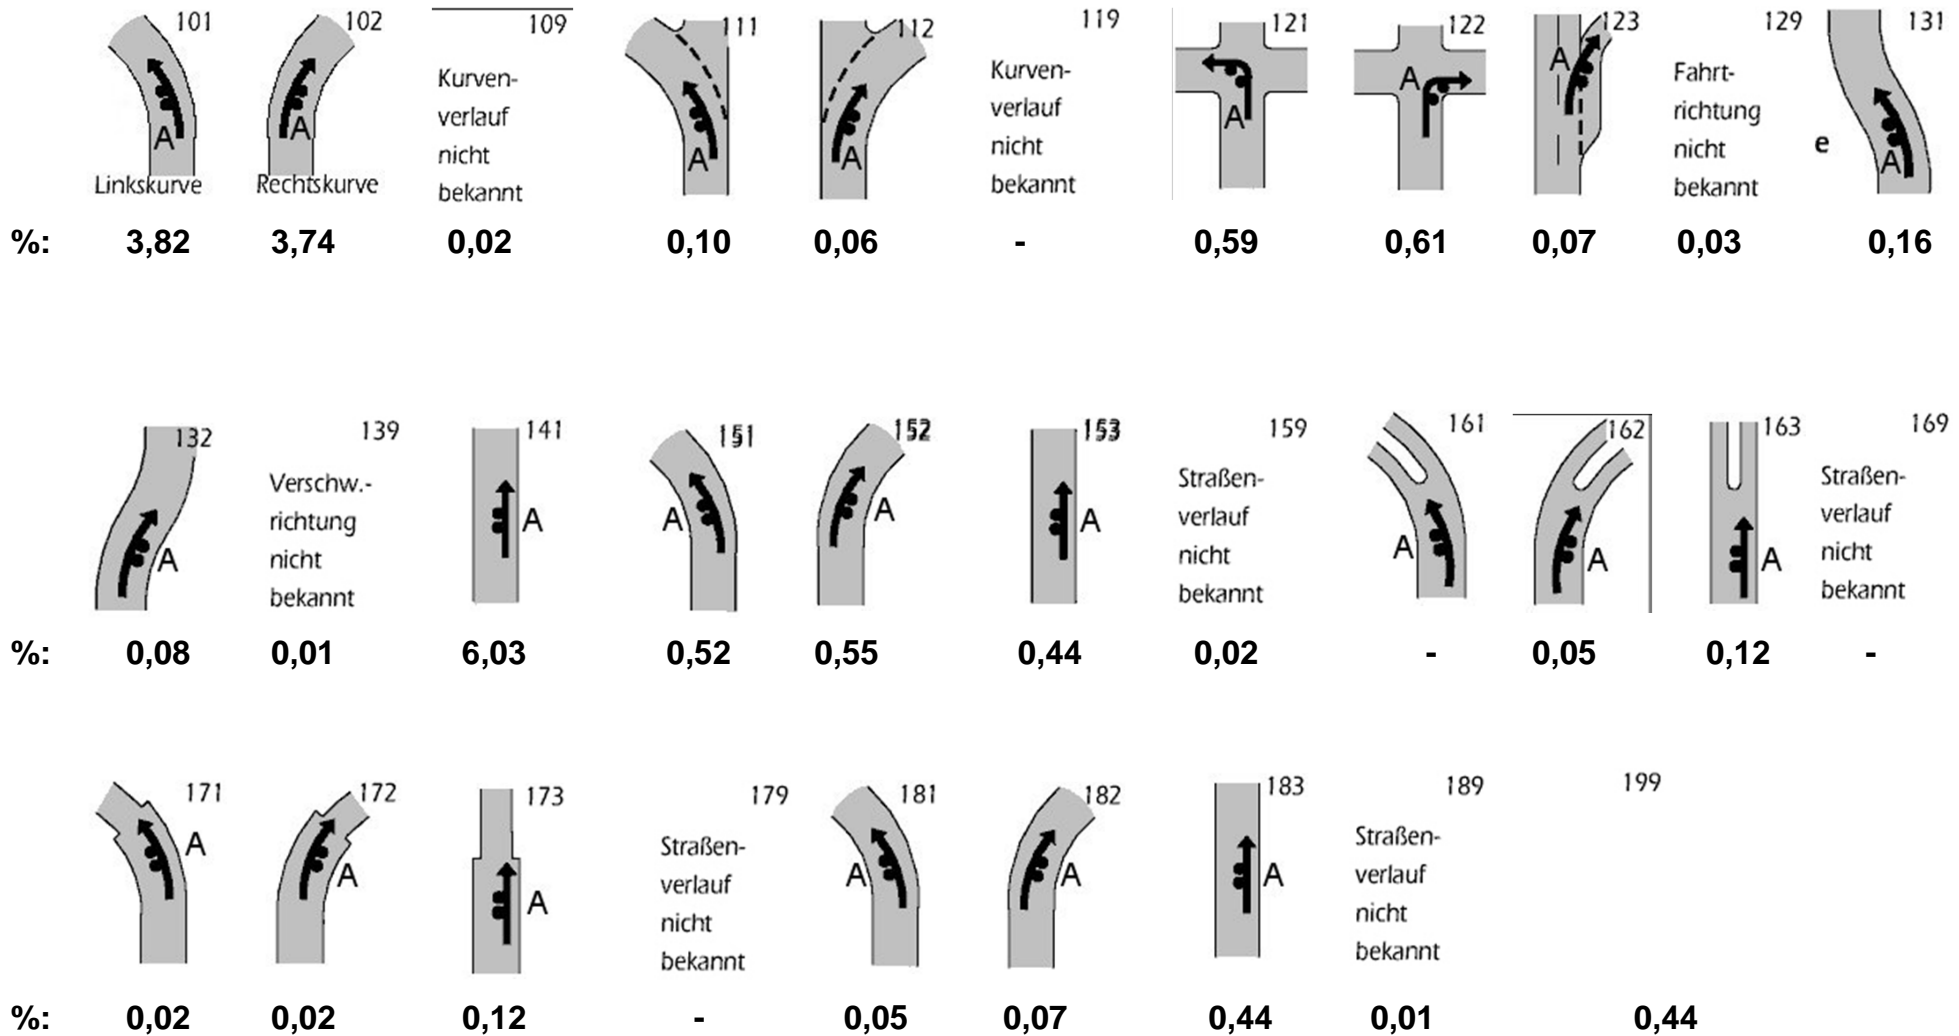 101 102 109 111 112 119 121 122 123 129 131
Kurven-
verlauf
nicht
bekannt
Kurven-
verlauf
nicht
bekannt
Fahrt-
richtung
nicht
bekannt
e
A A A A A A A A
Linkskurve Rechtskurve
%: 3,82 3,74 0,02 0,10 0,06 - 0,59 0,61 0,07 0,03 0,16
132 139 141 151 152 153 159 161 162 163 169
Verschw.-
richtung
nicht
bekannt
Straßen-
verlauf
nicht
bekannt
Straßen-
verlauf
nicht
bekannt
A A A A A A A A
%: 0,08 0,01 6,03 0,52 0,55 0,44 0,02 - 0,05 0,12 -
171 172 173 179 181 182 183 189 199
Straßen-
verlauf
nicht
bekannt
Straßen-
verlauf
nicht
bekannt
A A A A A A
%: 0,02 0,02 0,12 - 0,05 0,07 0,44 0,01 0,44